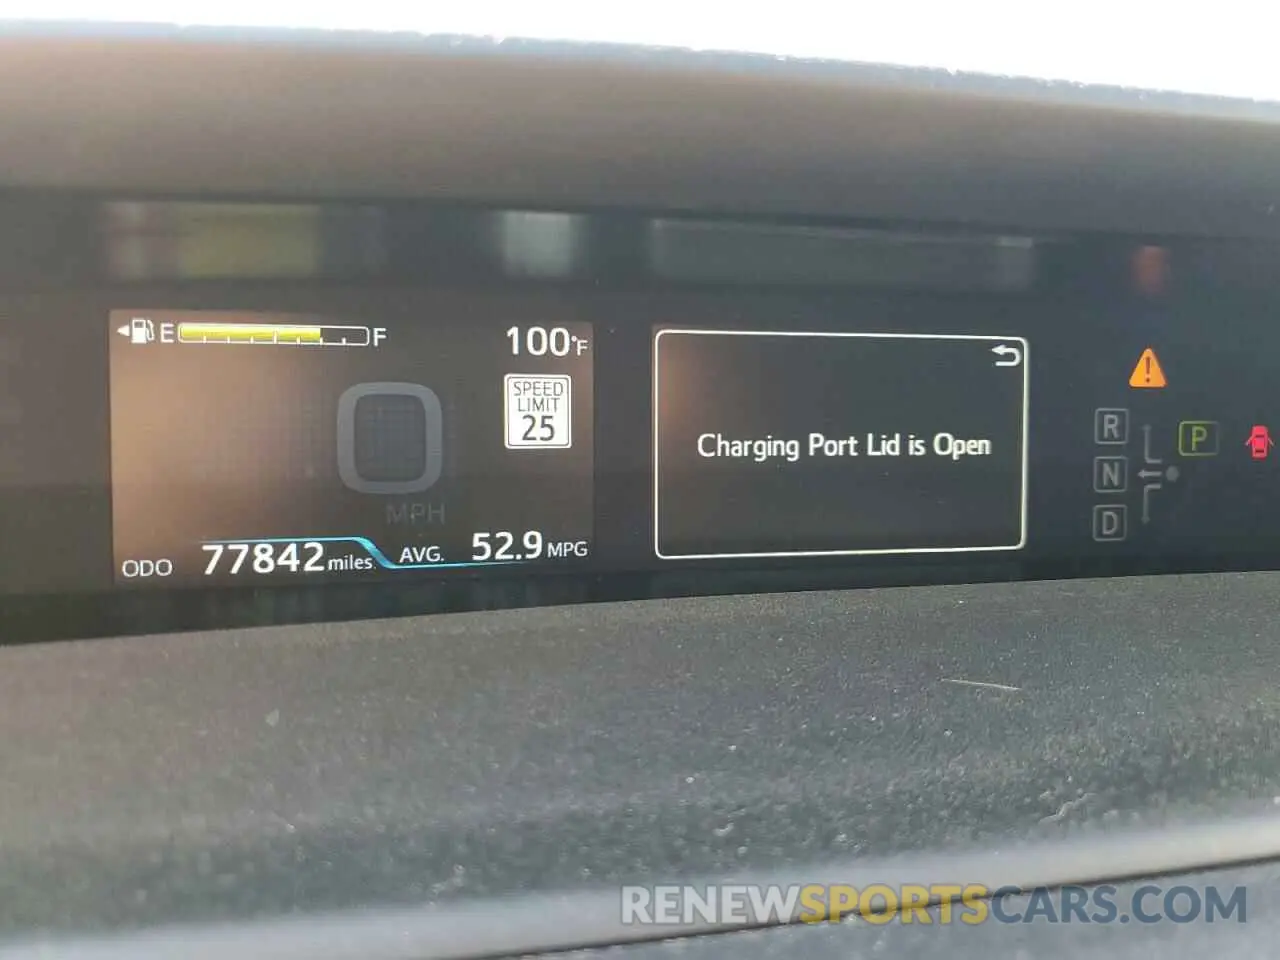 E F
100°F
SPEED
LIMIT
25
0
MPH
ODO 77842 miles
AVG. 52.9 MPG
Charging Port Lid is Open
R
N
D
P
RENEWSPORTSCARS.COM